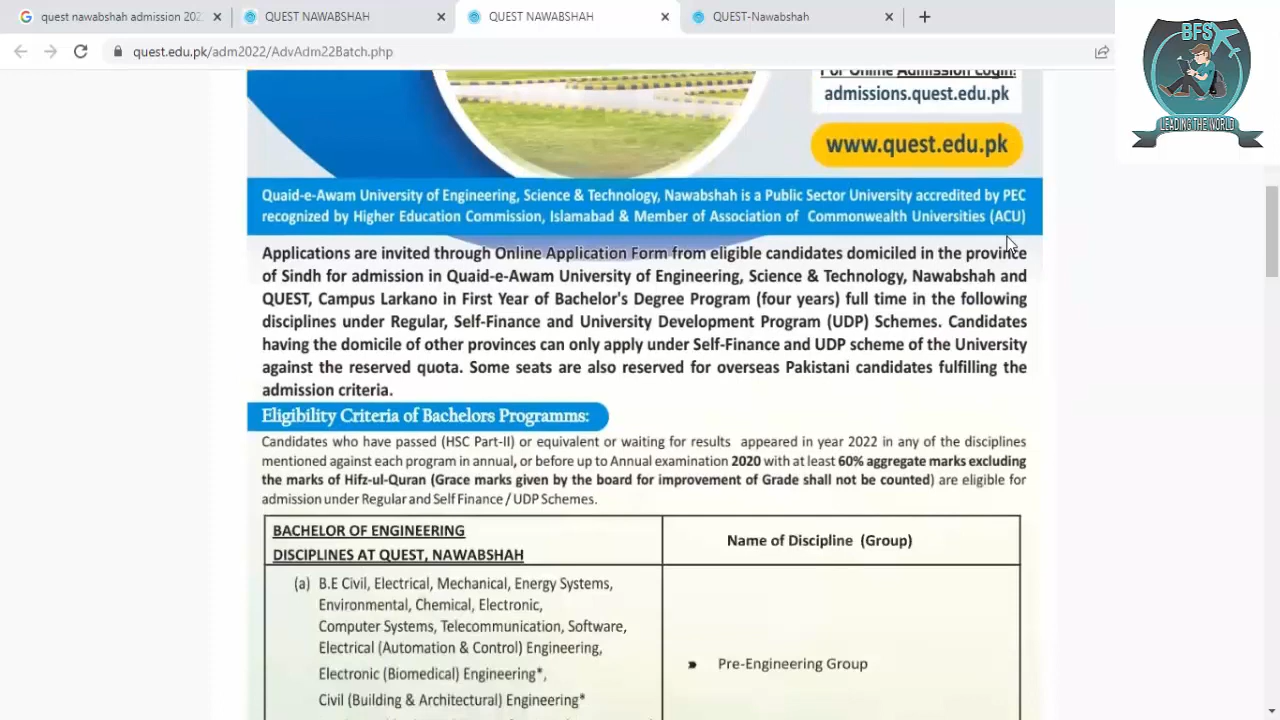 quest nawabshah admission 202
QUEST NAWABSHAH
QUEST NAWABSHAH
QUEST-Nawabshah
quest.edu.pk/adm2022/AdvAdm22Batch.php
BFS
LEADING THE WORLD
For Online Admission Login:
admissions.quest.edu.pk
www.quest.edu.pk
Quaid-e-Awam University of Engineering, Science & Technology, Nawabshah is a Public Sector University accredited by PEC
recognized by Higher Education Commission, Islamabad & Member of Association of Commonwealth Universities (ACU)
Applications are invited through Online Application Form from eligible candidates domiciled in the province
of Sindh for admission in Quaid-e-Awam University of Engineering, Science & Technology, Nawabshah and
QUEST, Campus Larkano in First Year of Bachelor's Degree Program (four years) full time in the following
disciplines under Regular, Self-Finance and University Development Program (UDP) Schemes. Candidates
having the domicile of other provinces can only apply under Self-Finance and UDP scheme of the University
against the reserved quota. Some seats are also reserved for overseas Pakistani candidates fulfilling the
admission criteria.
Eligibility Criteria of Bachelors Programms:
Candidates who have passed (HSC Part-II) or equivalent or waiting for results appeared in year 2022 in any of the disciplines
mentioned against each program in annual, or before up to Annual examination 2020 with at least 60% aggregate marks excluding
the marks of Hifz-ul-Quran (Grace marks given by the board for improvement of Grade shall not be counted) are eligible for
admission under Regular and Self Finance / UDP Schemes.
BACHELOR OF ENGINEERING
DISCIPLINES AT QUEST, NAWABSHAH
Name of Discipline (Group)
(a) B.E Civil, Electrical, Mechanical, Energy Systems,
Environmental, Chemical, Electronic,
Computer Systems, Telecommunication, Software,
Electrical (Automation & Control) Engineering,
Electronic (Biomedical) Engineering*,
Civil (Building & Architectural) Engineering*
Pre-Engineering Group